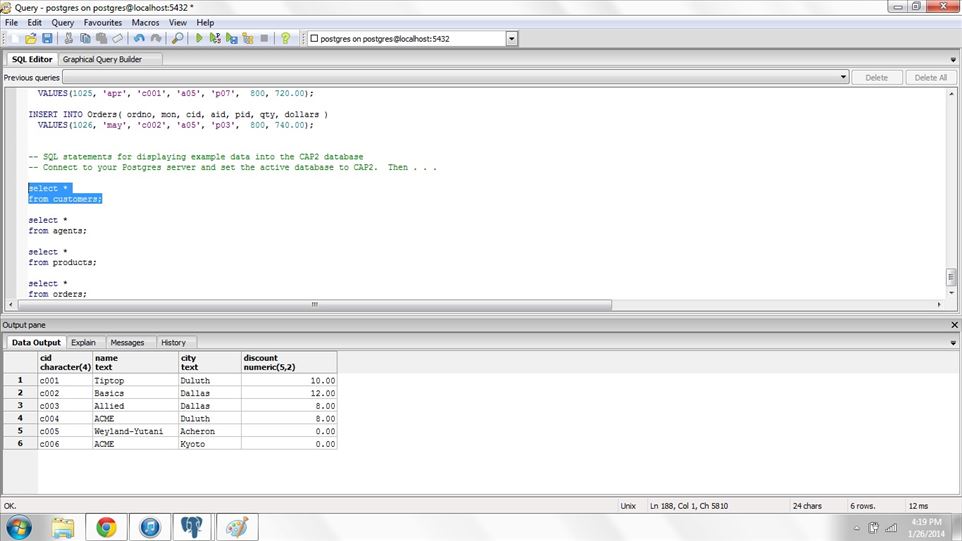 Query - postgres on postgres@localhost:5432 *
File Edit Query Favourites Macros View Help
postgres on postgres@localhost:5432
SQL Editor Graphical Query Builder
Previous queries Delete Delete All
VALUES(1025, 'apr', 'c001', 'a05', 'p07', 800, 720.00);
INSERT INTO Orders( ordno, mon, cid, aid, pid, qty, dollars )
VALUES(1026, 'may', 'c002', 'a05', 'p03', 800, 740.00);
-- SQL statements for displaying example data into the CAP2 database
-- Connect to your Postgres server and set the active database to CAP2. Then . . .
select *
from customers;
select *
from agents;
select *
from products;
select *
from orders;
Output pane
Data Output Explain Messages History
cid name city discount
character(4) text text numeric(5,2)
1 c001 Tiptop Duluth 10.00
2 c002 Basics Dallas 12.00
3 c003 Allied Dallas 8.00
4 c004 ACME Duluth 8.00
5 c005 Weyland-Yutani Acheron 0.00
6 c006 ACME Kyoto 0.00
OK. Unix Ln 188, Col 1, Ch 5810 24 chars 6 rows. 12 ms
4:19 PM
1/26/2014